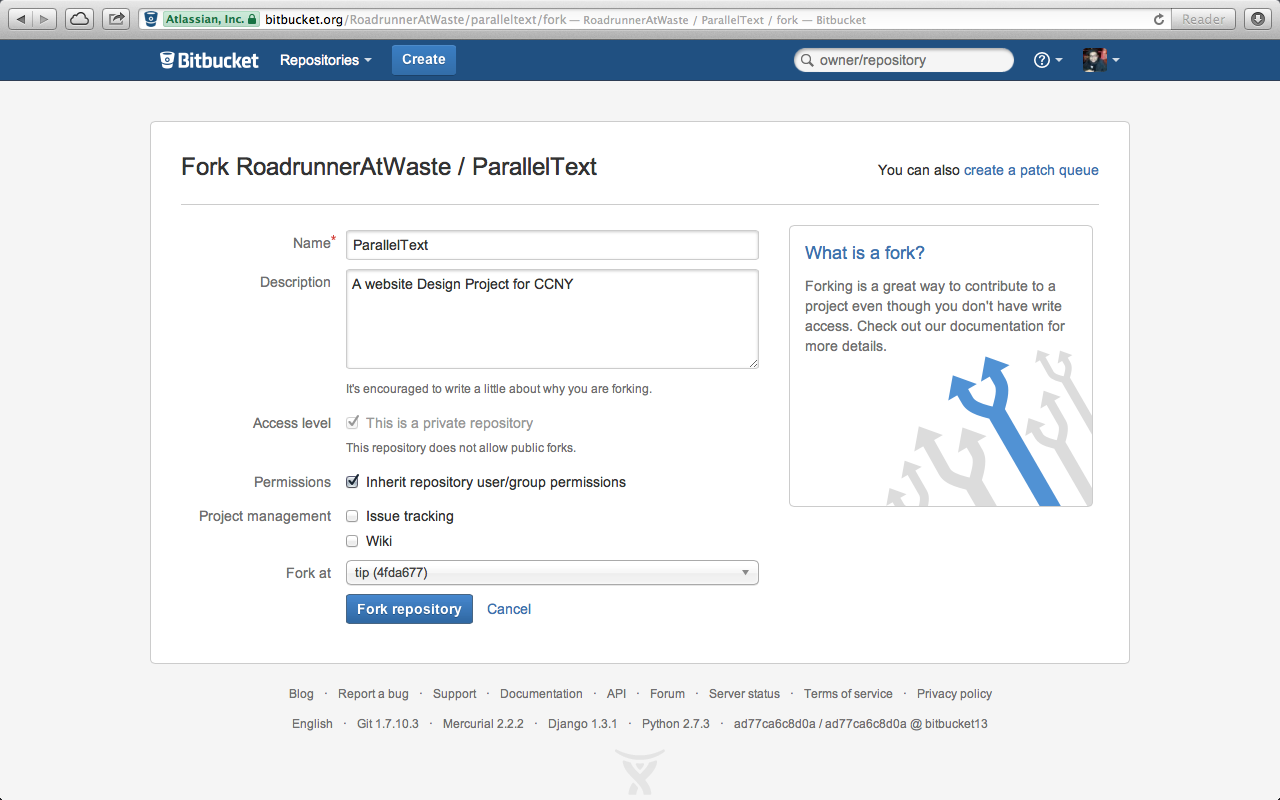 Atlassian, Inc. bitbucket.org/RoadrunnerAtWaste/paralleltext/fork — RoadrunnerAtWaste / ParallelText / fork — Bitbucket Reader
Bitbucket Repositories Create owner/repository ?
Fork RoadrunnerAtWaste / ParallelText
You can also create a patch queue
Name* ParallelText
Description A website Design Project for CCNY
It's encouraged to write a little about why you are forking.
Access level This is a private repository
This repository does not allow public forks.
Permissions Inherit repository user/group permissions
Project management Issue tracking
Wiki
Fork at tip (4fda677)
Fork repository Cancel
What is a fork?
Forking is a great way to contribute to a
project even though you don't have write
access. Check out our documentation for
more details.
Blog · Report a bug · Support · Documentation · API · Forum · Server status · Terms of service · Privacy policy
English · Git 1.7.10.3 · Mercurial 2.2.2 · Django 1.3.1 · Python 2.7.3 · ad77ca6c8d0a / ad77ca6c8d0a @ bitbucket13